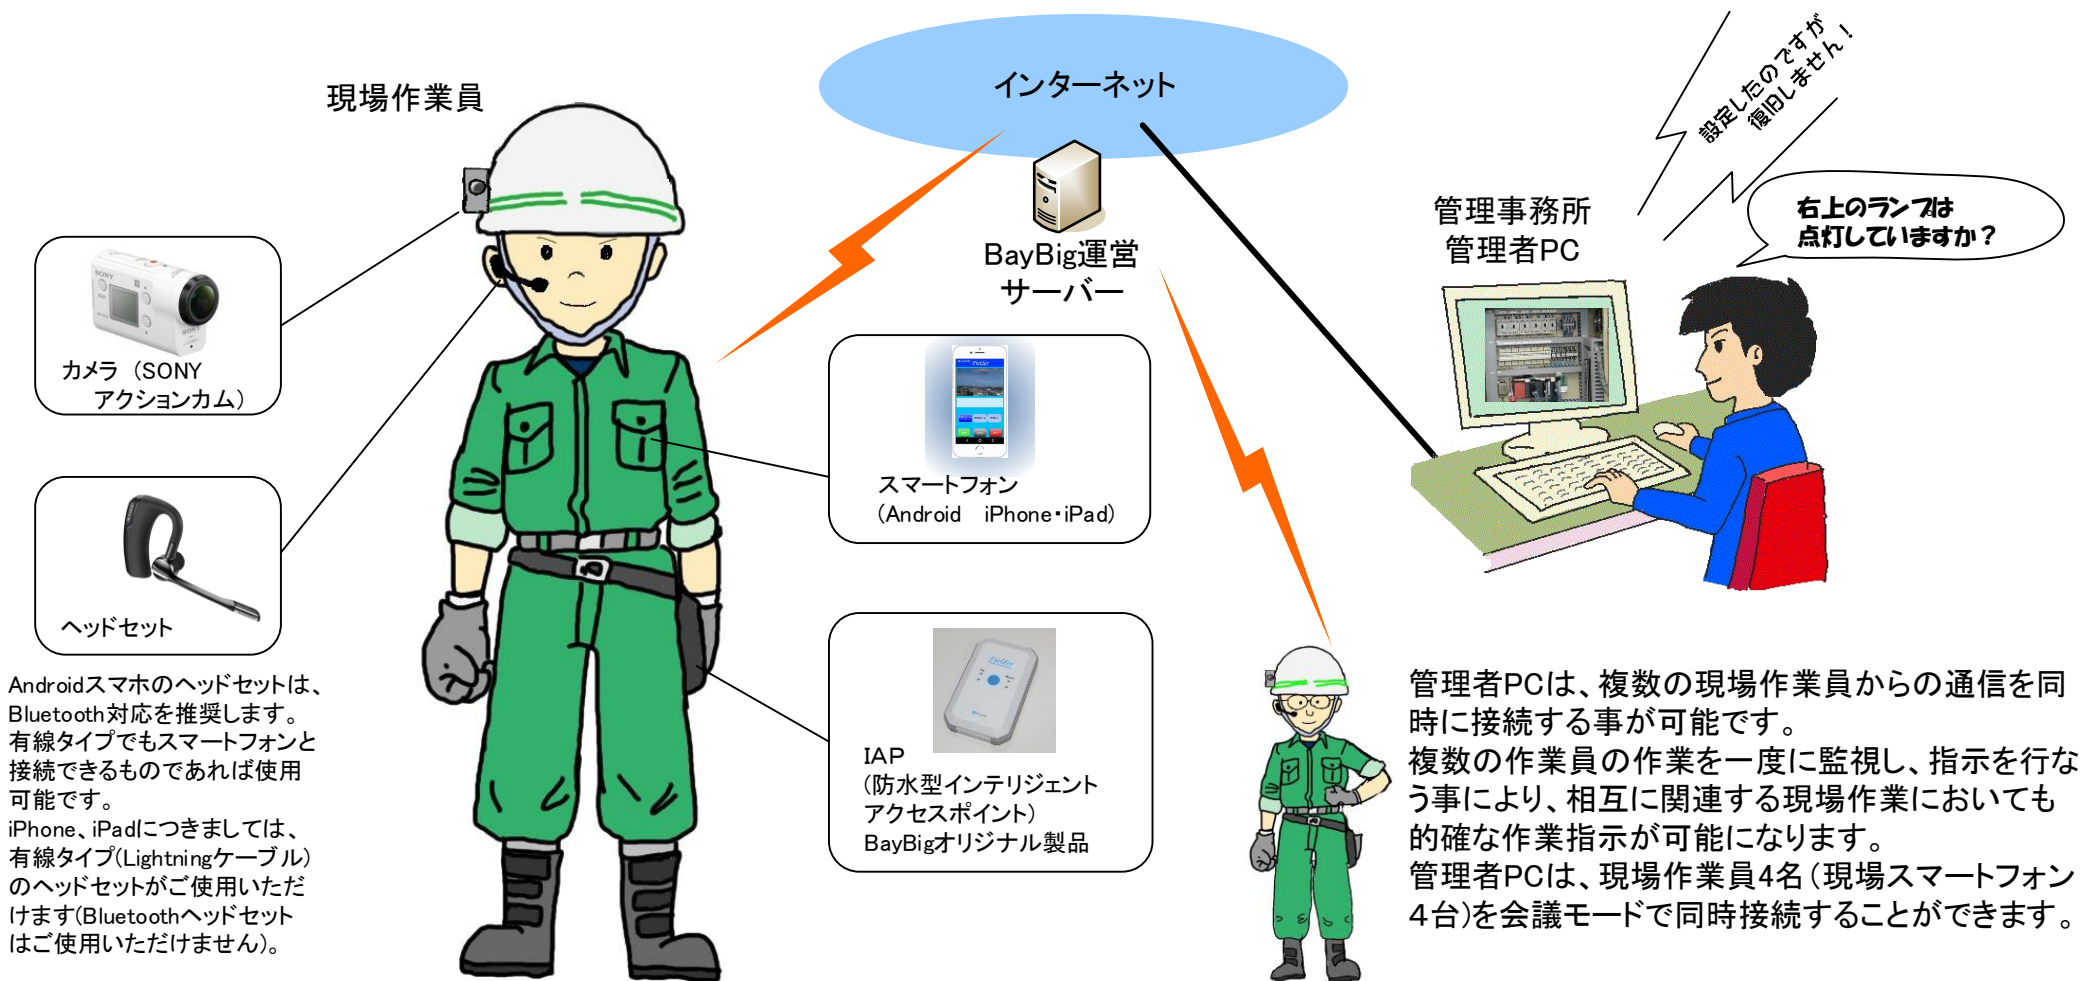 現場作業員
インターネット
設定したのですが
復旧しません！
右上のランプは
点灯していますか？
管理事務所
管理者PC
BayBig運営
サーバー
SONY
SONY
カメラ（SONY
アクションカム）
スマートフォン
（Android　iPhone・iPad）
ヘッドセット
IAP
（防水型インテリジェント
アクセスポイント）
BayBigオリジナル製品
Androidスマホのヘッドセットは、
Bluetooth対応を推奨します。
有線タイプでもスマートフォンと
接続できるものであれば使用
可能です。
iPhone、iPadにつきましては、
有線タイプ(Lightningケーブル)
のヘッドセットがご使用いただ
けます(Bluetoothヘッドセット
はご使用いただけません)。
管理者PCは、複数の現場作業員からの通信を同
時に接続する事が可能です。
複数の作業員の作業を一度に監視し、指示を行な
う事により、相互に関連する現場作業においても
的確な作業指示が可能になります。
管理者PCは、現場作業員4名（現場スマートフォン
４台)を会議モードで同時接続することができます。